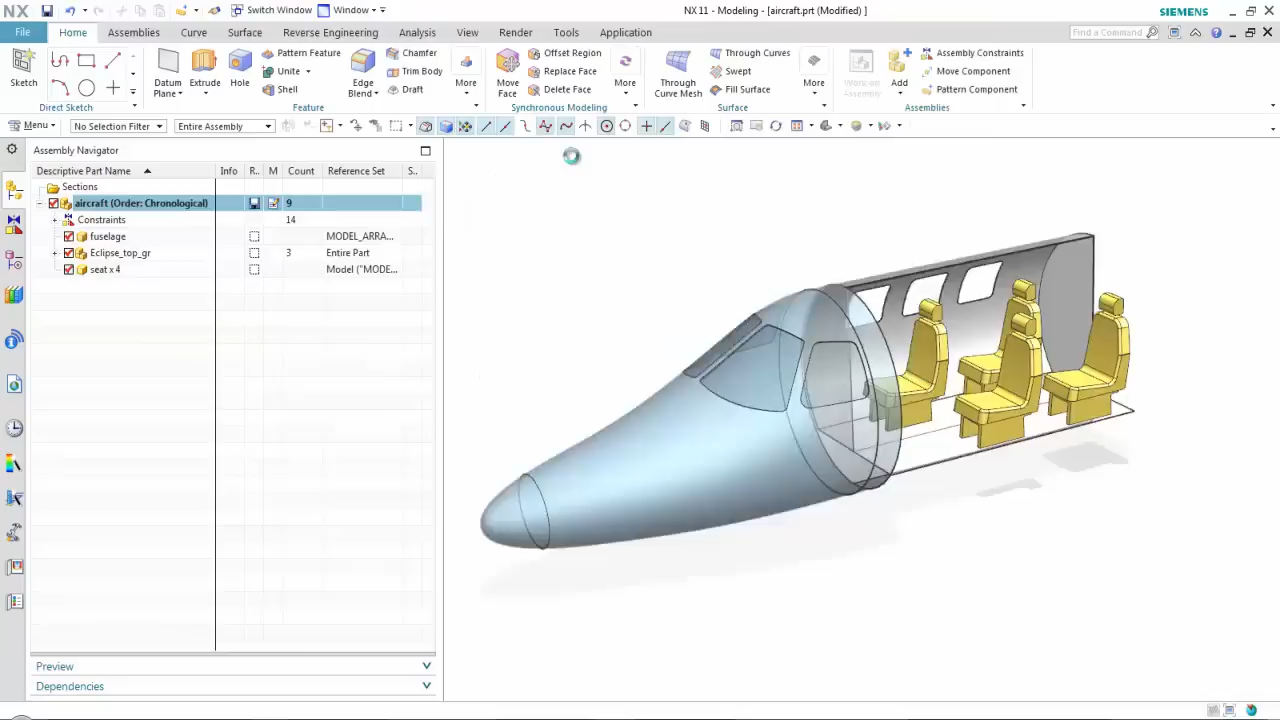 NX Switch Window Window NX 11 - Modeling - [aircraft.prt (Modified) ] SIEMENS
File Home Assemblies Curve Surface Reverse Engineering Analysis View Render Tools Application Find a Command
Sketch Datum Plane Extrude Hole Pattern Feature Unite Shell Edge Blend Chamfer Trim Body Draft More Move Face Offset Region Replace Face Delete Face More Through Curve Mesh Through Curves Swept Fill Surface More Work on Assembly Add Assembly Constraints Move Component Pattern Component
Direct Sketch Feature Synchronous Modeling Surface Assemblies
Menu No Selection Filter Entire Assembly
Assembly Navigator
Descriptive Part Name Info R.. M Count Reference Set S..
Sections
aircraft (Order: Chronological) 9
Constraints 14
fuselage MODEL_ARRA...
Eclipse_top_gr 3 Entire Part
seat x 4 Model ("MODE...
Preview
Dependencies